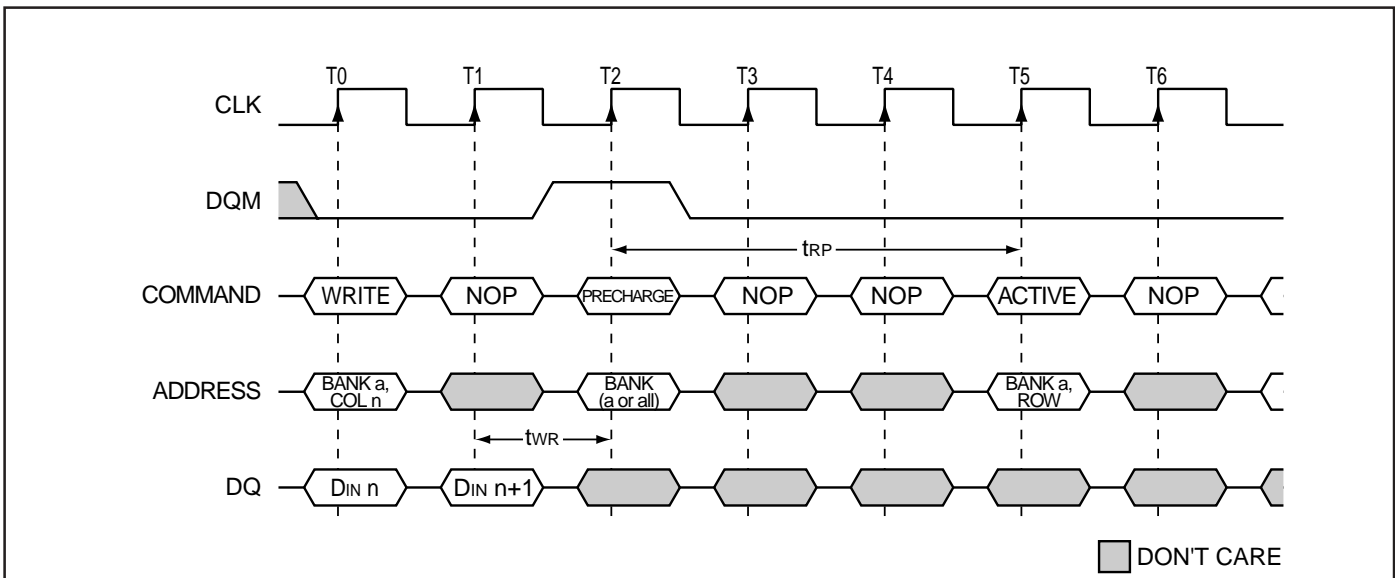 T0 T1 T2 T3 T4 T5 T6
CLK
DQM
tRP
COMMAND WRITE NOP PRECHARGE NOP NOP ACTIVE NOP
ADDRESS BANK a, COL n BANK (a or all) BANK a, ROW
tWR
DQ DIN n DIN n+1
DON'T CARE